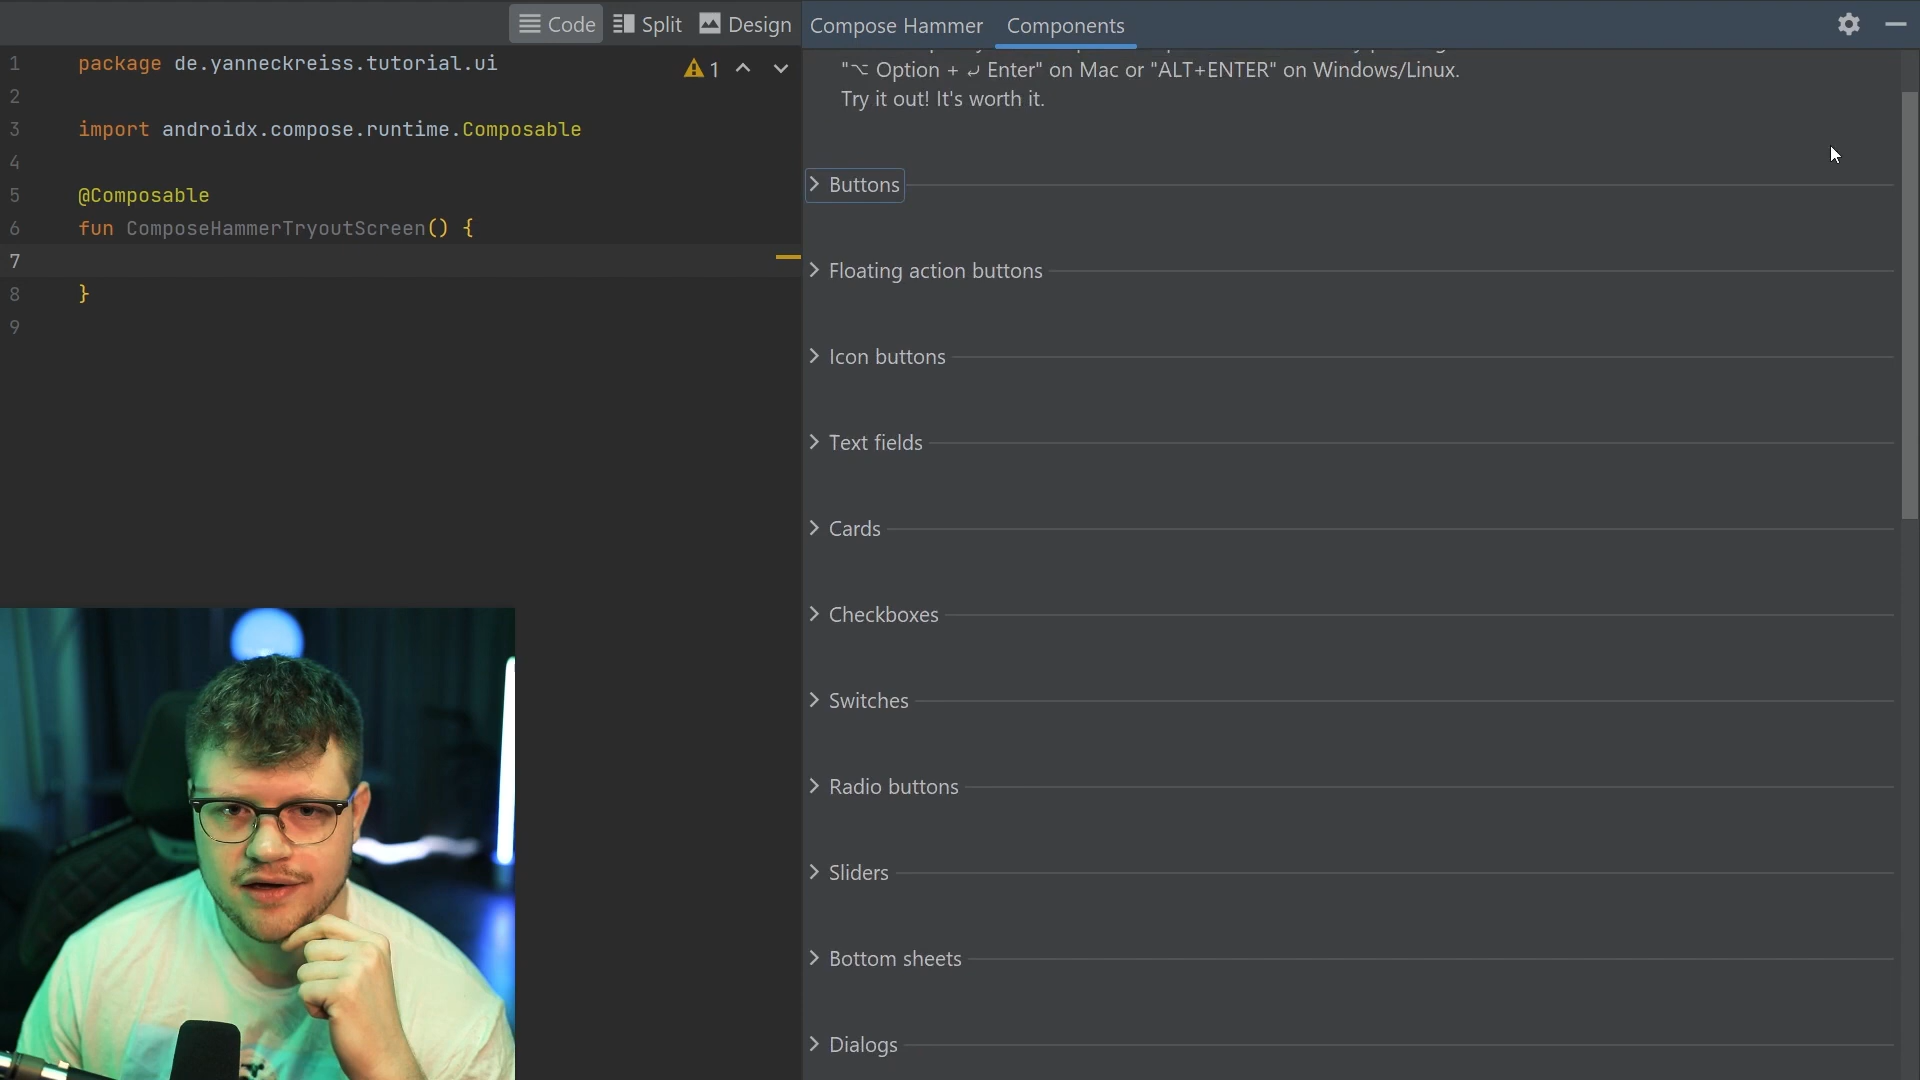 Code Split Design
1 package de.yanneckreiss.tutorial.ui
1
2
3 import androidx.compose.runtime.Composable
4
5 @Composable
6 fun ComposeHammerTryoutScreen() {
7
8 }
9
Compose Hammer Components
"⌥ Option + ⤶ Enter" on Mac or "ALT+ENTER" on Windows/Linux.
Try it out! It's worth it.
Buttons
Floating action buttons
Icon buttons
Text fields
Cards
Checkboxes
Switches
Radio buttons
Sliders
Bottom sheets
Dialogs